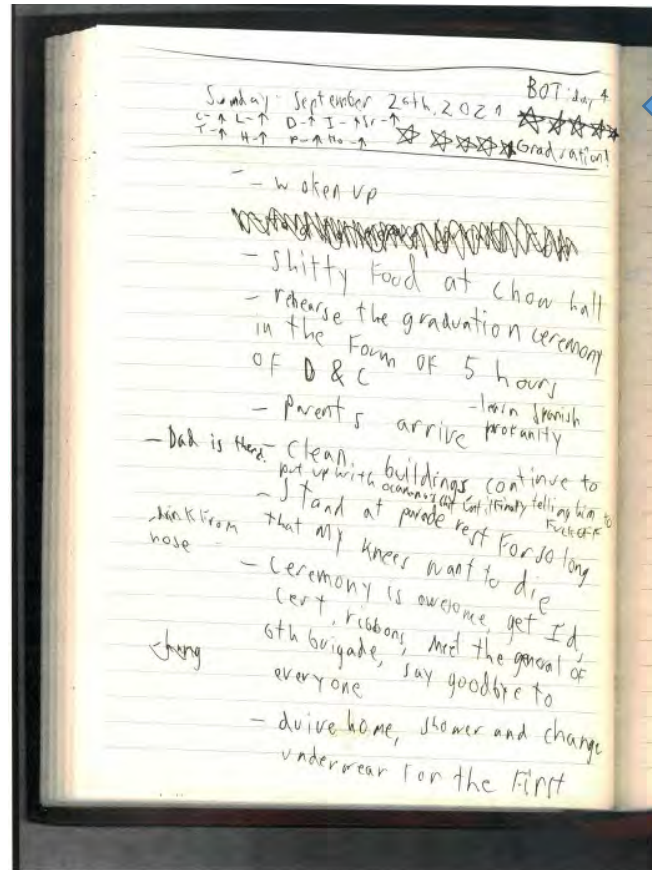 BOT: day 4
Sunday - September 26th, 2021
C-↑ L-↑ D-↑ I-↑ Sr-↑
Graduation!
T-↑ H-↑ P-↑ Ho-↑
- woken up
- shitty food at chow hall
- rehearse the graduation ceremony
in the form of 5 hours
of D & C
- parents arrive
- learn Spanish
profanity
- Dad is there.
- clean buildings, continue to
put up with until finally telling him to
fuck off
- Stand at parade rest for so long
that my knees want to die
- drink from
hose
- ceremony is awesome, get Id,
cert, ribbons, meet the general of
6th brigade, say goodbye to
everyone
- drive home, shower and change
underwear for the first